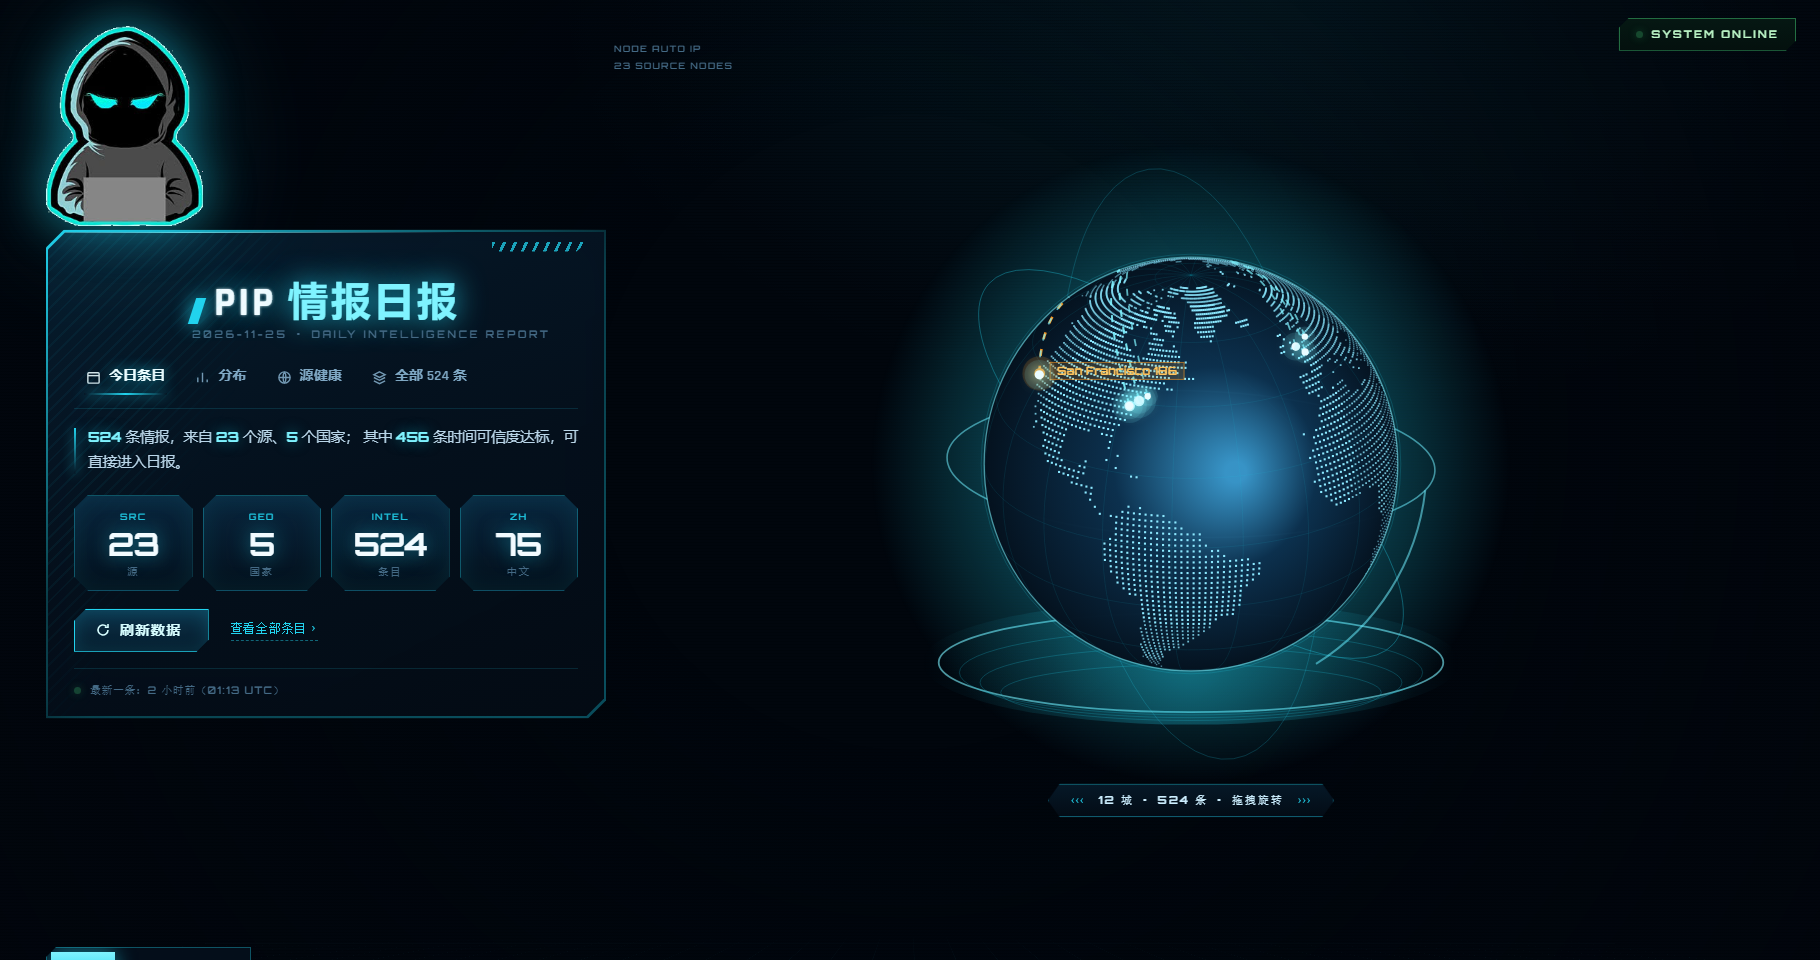 NODE AUTO IP
23 SOURCE NODES
SYSTEM ONLINE
PIP 情报日报
2026-11-25 · DAILY INTELLIGENCE REPORT
今日条目
分布
源健康
全部 524 条
524 条情报，来自 23 个源、5 个国家； 其中 456 条时间可信度达标，可
直接进入日报。
SRC
23
源
GEO
5
国家
INTEL
524
条目
ZH
75
中文
刷新数据
查看全部条目 ›
最新一条：2 小时前（01:13 UTC）
San Francisco 186
‹‹‹ 12 城 · 524 条 · 拖拽旋转 ›››